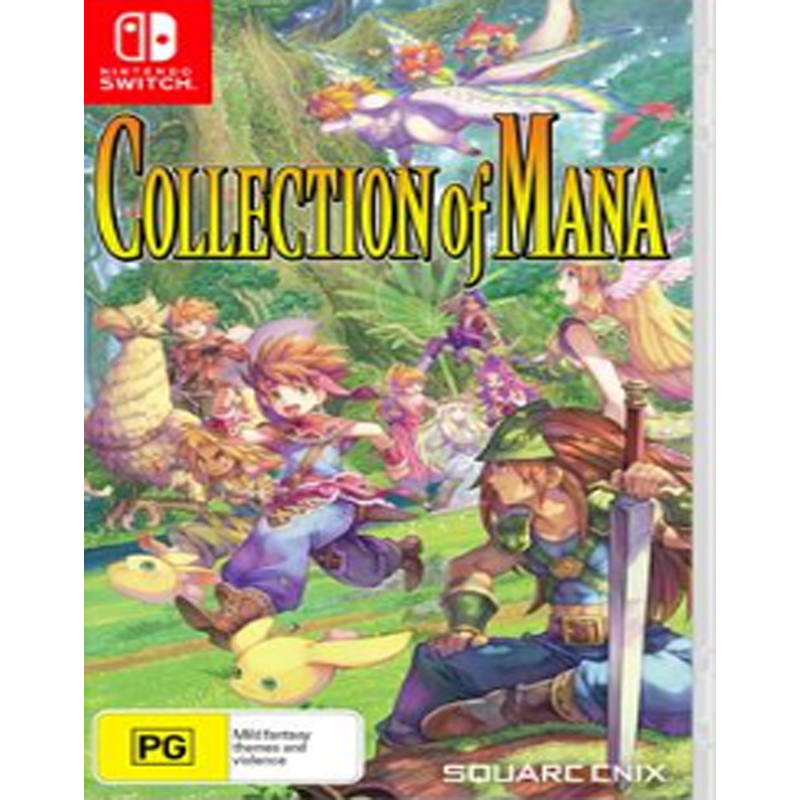 NINTENDO
SWITCH
COLLECTION of MANA
PG
Mild fantasy
themes and
violence
SQUARE ENIX